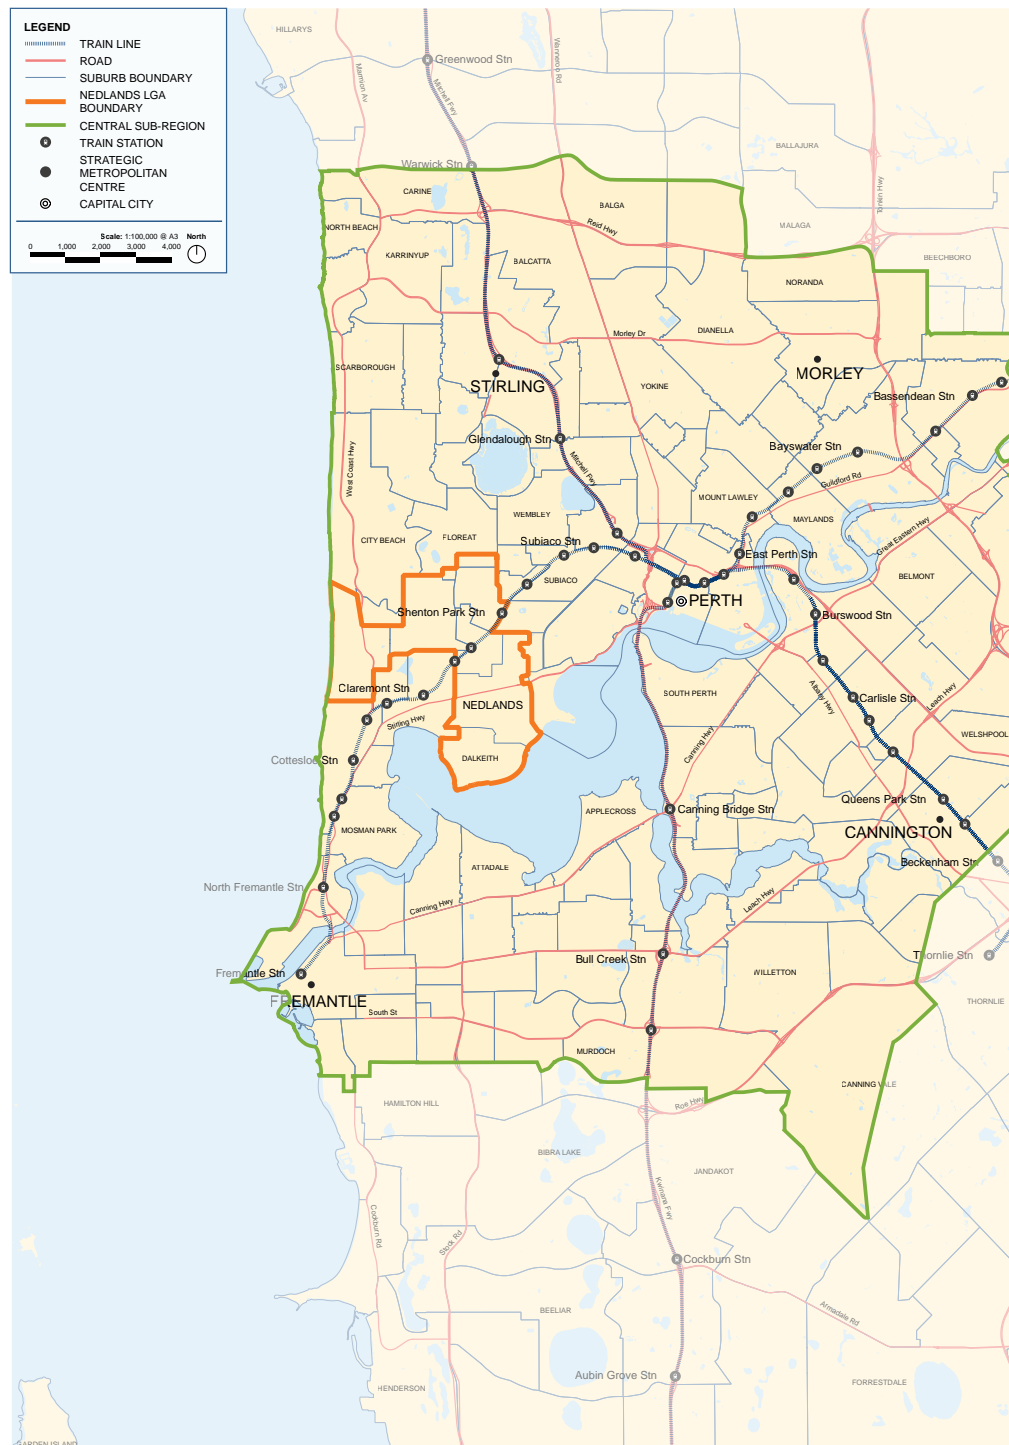 LEGEND
TRAIN LINE
ROAD
SUBURB BOUNDARY
NEDLANDS LGA
BOUNDARY
CENTRAL SUB-REGION
TRAIN STATION
STRATEGIC
METROPOLITAN
CENTRE
CAPITAL CITY
Scale: 1:100,000 @ A3 North
0 1,000 2,000 3,000 4,000
HILLARYS
Greenwood Stn
Marmion Av
Mitchell Fwy
Wanneroo Rd
Tonkin Hwy
BALLAJURA
Warwick Stn
CARINE
BALGA
NORTH BEACH
Reid Hwy
MALAGA
KARRINYUP
BALCATTA
BEECHBORO
NORANDA
Morley Dr
DIANELLA
SCARBOROUGH
STIRLING
YOKINE
MORLEY
Bassendean Stn
Glendalough Stn
Bayswater Stn
West Coast Hwy
Mitchell Fwy
Guildford Rd
MOUNT LAWLEY
WEMBLEY
MAYLANDS
Great Eastern Hwy
CITY BEACH
FLOREAT
Subiaco Stn
East Perth Stn
SUBIACO
BELMONT
Shenton Park Stn
PERTH
Burswood Stn
Claremont Stn
SOUTH PERTH
Albany Hwy
Carlisle Stn
Leach Hwy
NEDLANDS
Stirling Hwy
Canning Hwy
WELSHPOOL
Cottesloe Stn
DALKEITH
Queens Park Stn
APPLECROSS
Canning Bridge Stn
MOSMAN PARK
CANNINGTON
Beckenham Stn
ATTADALE
North Fremantle Stn
Canning Hwy
Leach Hwy
Bull Creek Stn
Thornlie Stn
Fremantle Stn
WILLETTON
FREMANTLE
THORNLIE
South St
MURDOCH
CANNING VALE
HAMILTON HILL
Roe Hwy
BIBRA LAKE
JANDAKOT
Kwinana Fwy
Cockburn Rd
Stock Rd
Cockburn Stn
BEELIAR
Armadale Rd
Aubin Grove Stn
HENDERSON
FORRESTDALE
GARDEN ISLAND